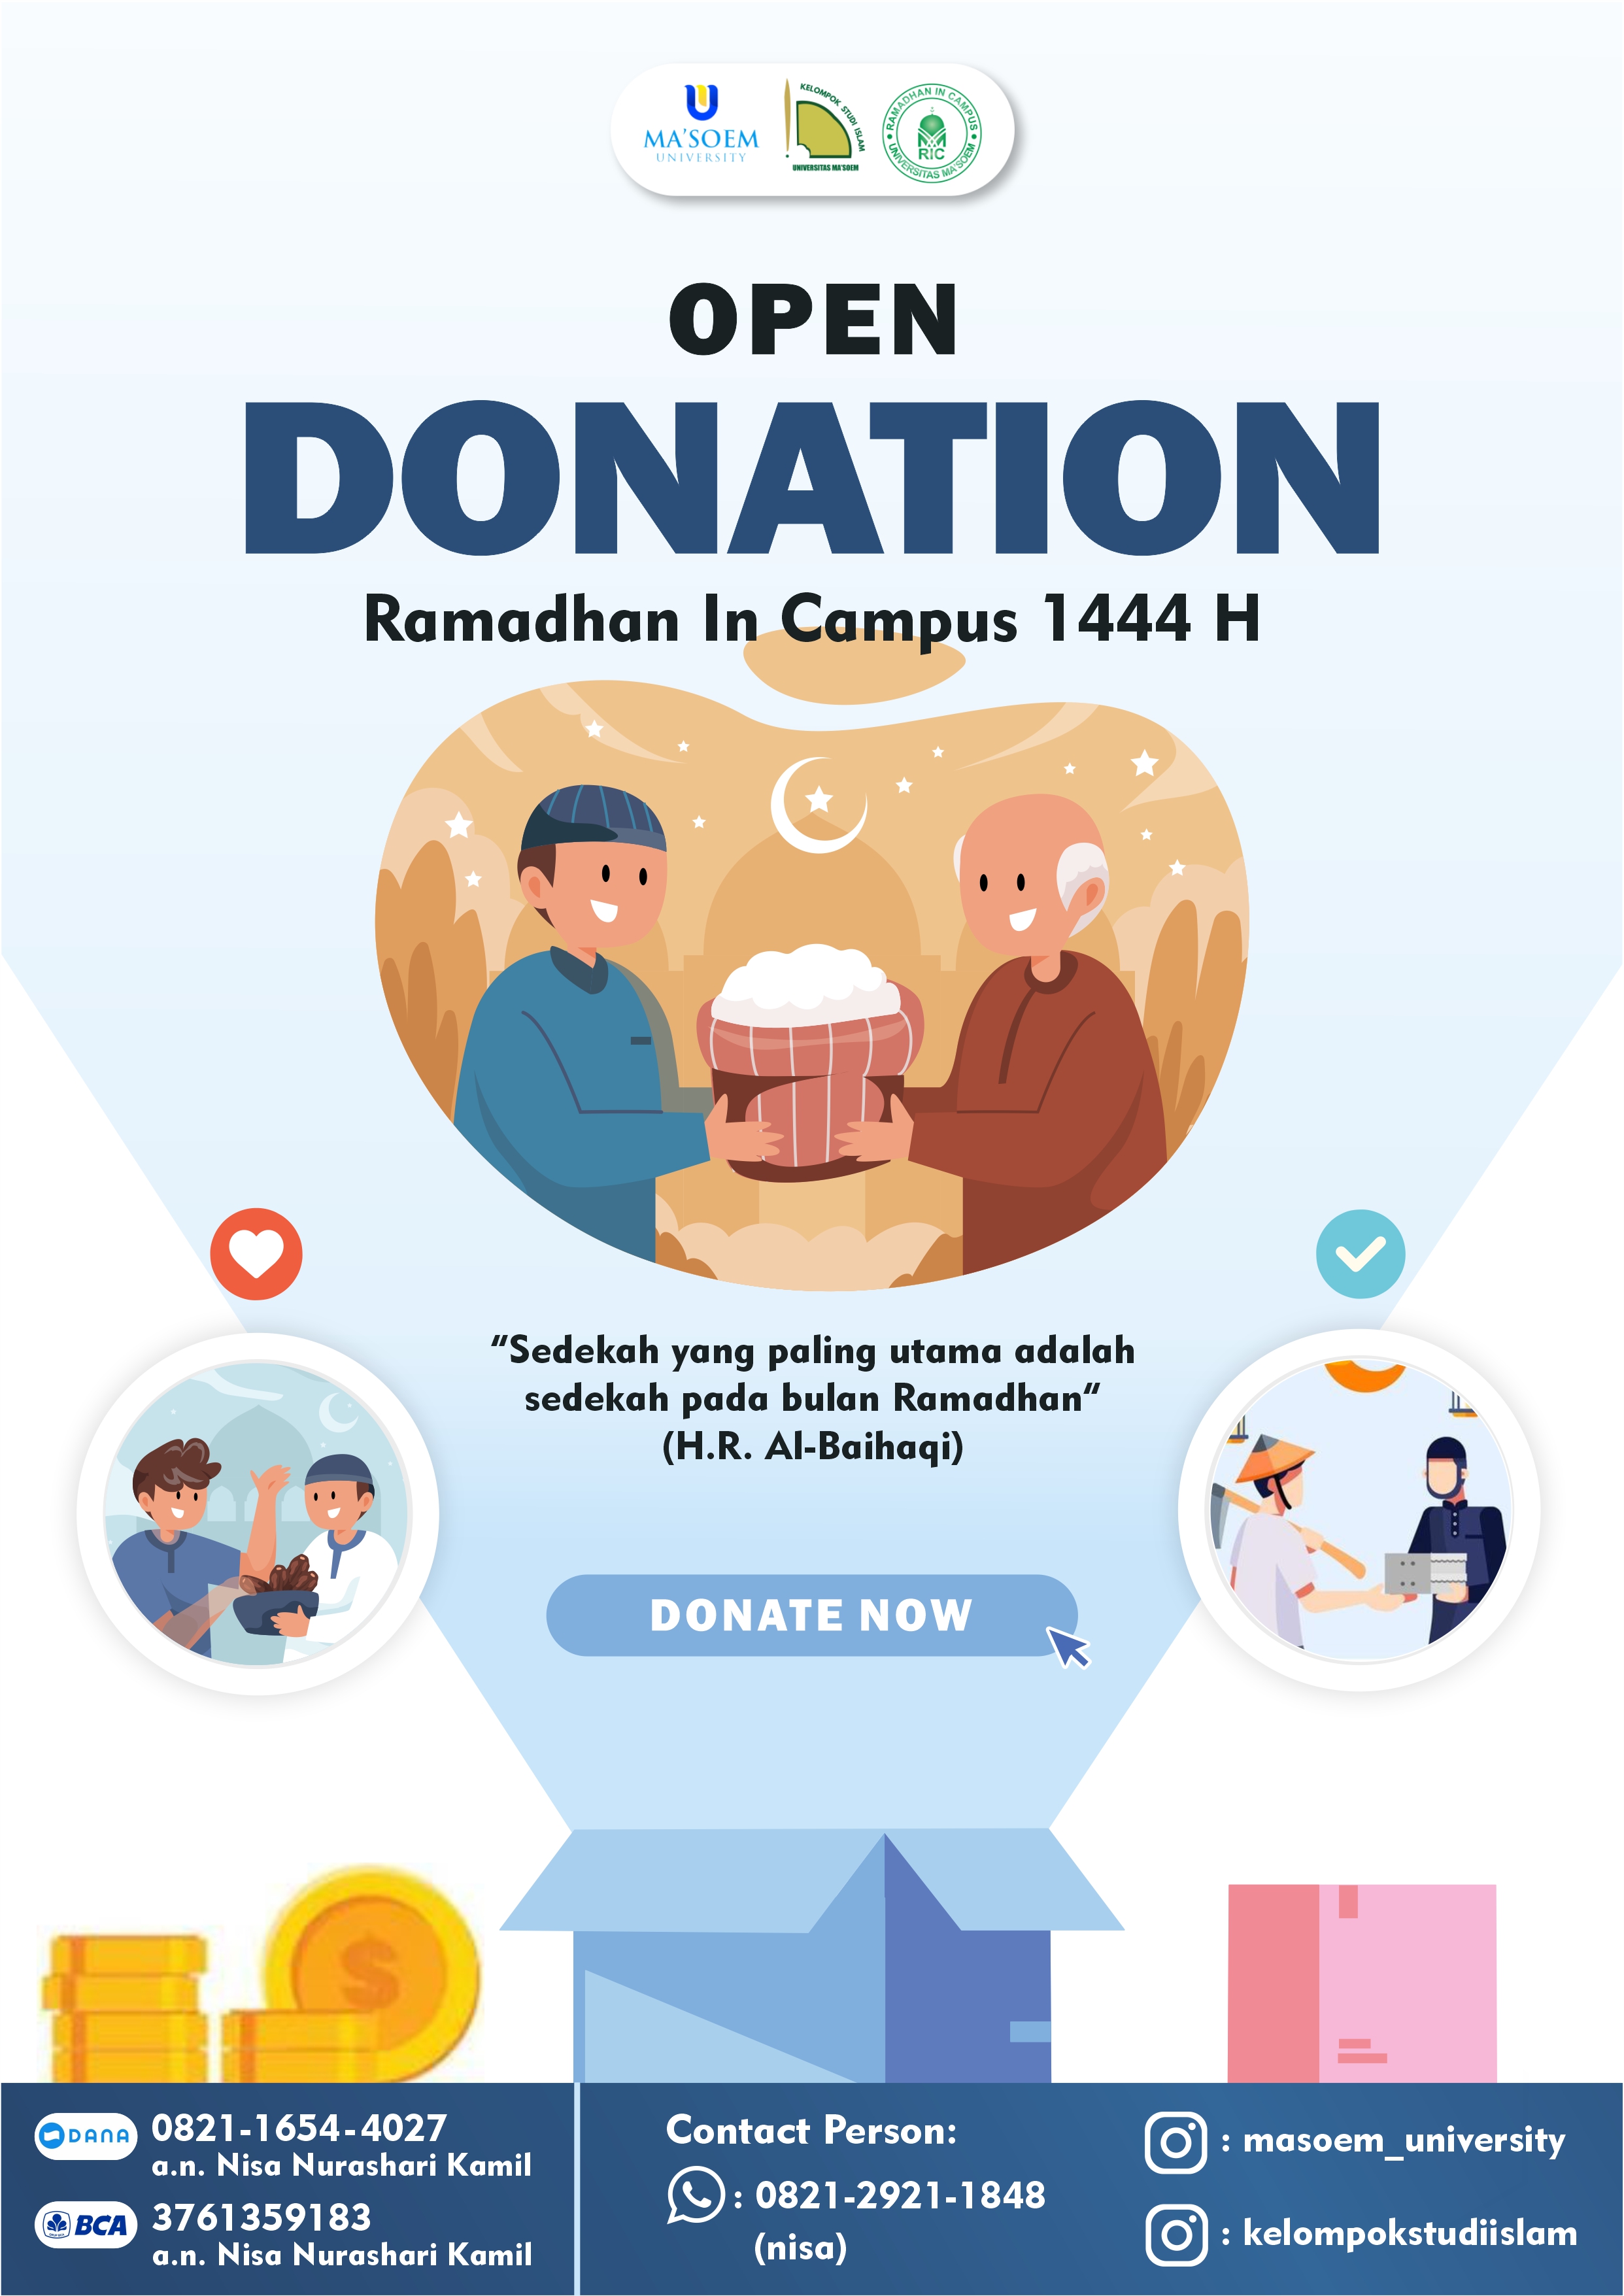 MA'SOEM
UNIVERSITY
KELOMPOK STUDI ISLAM
UNIVERSITAS MA'SOEM
RAMADHAN IN CAMPUS
RIC
UNIVERSITAS MA'SOEM
OPEN
DONATION
Ramadhan In Campus 1444 H
“Sedekah yang paling utama adalah
sedekah pada bulan Ramadhan“
(H.R. Al-Baihaqi)
DONATE NOW
$
DANA 0821-1654-4027
a.n. Nisa Nurashari Kamil
BCA 3761359183
a.n. Nisa Nurashari Kamil
Contact Person:
: 0821-2921-1848
(nisa)
: masoem_university
: kelompokstudiislam